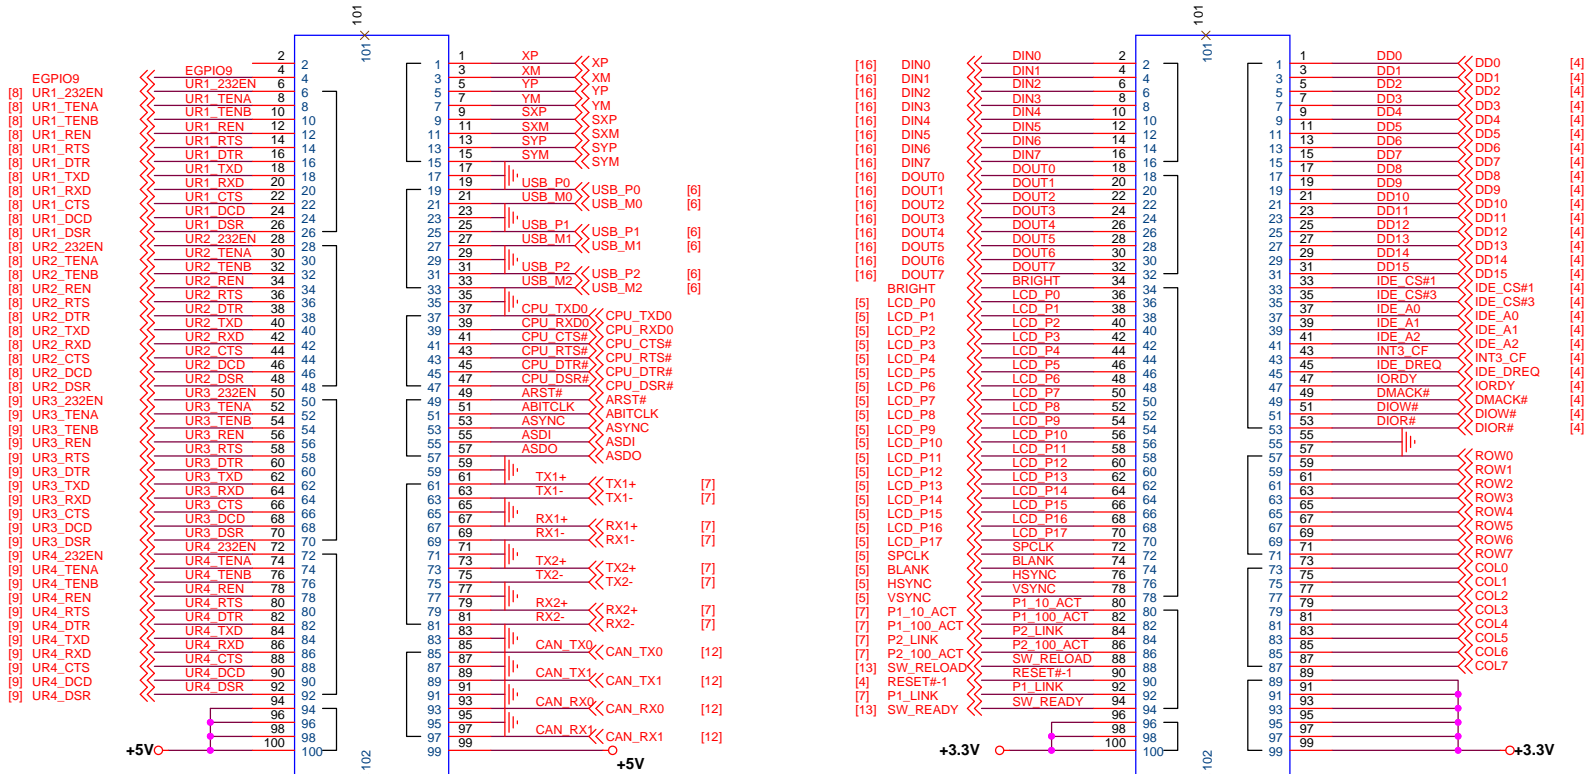 101
101
2 2
EGPIO9 EGPIO9 4 4
[8] UR1_232EN UR1_232EN 6 6
[8] UR1_TENA UR1_TENA 8 8
[8] UR1_TENB UR1_TENB 10 10
[8] UR1_REN UR1_REN 12 12
[8] UR1_RTS UR1_RTS 14 14
[8] UR1_DTR UR1_DTR 16 16
[8] UR1_TXD UR1_TXD 18 18
[8] UR1_RXD UR1_RXD 20 20
[8] UR1_CTS UR1_CTS 22 22
[8] UR1_DCD UR1_DCD 24 24
[8] UR1_DSR UR1_DSR 26 26
[8] UR2_232EN UR2_232EN 28 28
[8] UR2_TENA UR2_TENA 30 30
[8] UR2_TENB UR2_TENB 32 32
[8] UR2_REN UR2_REN 34 34
[8] UR2_RTS UR2_RTS 36 36
[8] UR2_DTR UR2_DTR 38 38
[8] UR2_TXD UR2_TXD 40 40
[8] UR2_RXD UR2_RXD 42 42
[8] UR2_CTS UR2_CTS 44 44
[8] UR2_DCD UR2_DCD 46 46
[8] UR2_DSR UR2_DSR 48 48
[9] UR3_232EN UR3_232EN 50 50
[9] UR3_TENA UR3_TENA 52 52
[9] UR3_TENB UR3_TENB 54 54
[9] UR3_REN UR3_REN 56 56
[9] UR3_RTS UR3_RTS 58 58
[9] UR3_DTR UR3_DTR 60 60
[9] UR3_TXD UR3_TXD 62 62
[9] UR3_RXD UR3_RXD 64 64
[9] UR3_CTS UR3_CTS 66 66
[9] UR3_DCD UR3_DCD 68 68
[9] UR3_DSR UR3_DSR 70 70
[9] UR4_232EN UR4_232EN 72 72
[9] UR4_TENA UR4_TENA 74 74
[9] UR4_TENB UR4_TENB 76 76
[9] UR4_REN UR4_REN 78 78
[9] UR4_RTS UR4_RTS 80 80
[9] UR4_DTR UR4_DTR 82 82
[9] UR4_TXD UR4_TXD 84 84
[9] UR4_RXD UR4_RXD 86 86
[9] UR4_CTS UR4_CTS 88 88
[9] UR4_DCD UR4_DCD 90 90
[9] UR4_DSR UR4_DSR 92 92
94 94
96 96
98 98
+5V 100 100
1 1 XP XP
3 3 XM XM
5 5 YP YP
7 7 YM YM
9 9 SXP SXP
11 11 SXM SXM
13 13 SYP SYP
15 15 SYM SYM
17 17
19 19 USB_P0 USB_P0 [6]
21 21 USB_M0 USB_M0 [6]
23 23
25 25 USB_P1 USB_P1 [6]
27 27 USB_M1 USB_M1 [6]
29 29
31 31 USB_P2 USB_P2 [6]
33 33 USB_M2 USB_M2 [6]
35 35
37 37 CPU_TXD0 CPU_TXD0
39 39 CPU_RXD0 CPU_RXD0
41 41 CPU_CTS# CPU_CTS#
43 43 CPU_RTS# CPU_RTS#
45 45 CPU_DTR# CPU_DTR#
47 47 CPU_DSR# CPU_DSR#
49 49 ARST# ARST#
51 51 ABITCLK ABITCLK
53 53 ASYNC ASYNC
55 55 ASDI ASDI
57 57 ASDO ASDO
59 59
61 61 TX1+ TX1+ [7]
63 63 TX1- TX1- [7]
65 65
67 67 RX1+ RX1+ [7]
69 69 RX1- RX1- [7]
71 71
73 73 TX2+ TX2+ [7]
75 75 TX2- TX2- [7]
77 77
79 79 RX2+ RX2+ [7]
81 81 RX2- RX2- [7]
83 83
85 85 CAN_TX0 CAN_TX0 [12]
87 87
89 89 CAN_TX1 CAN_TX1 [12]
91 91
93 93 CAN_RX0 CAN_RX0 [12]
95 95
97 97 CAN_RX1 CAN_RX1 [12]
99 99 +5V
102
101
101
[16] DIN0 DIN0 2 2
[16] DIN1 DIN1 4 4
[16] DIN2 DIN2 6 6
[16] DIN3 DIN3 8 8
[16] DIN4 DIN4 10 10
[16] DIN5 DIN5 12 12
[16] DIN6 DIN6 14 14
[16] DIN7 DIN7 16 16
[16] DOUT0 DOUT0 18 18
[16] DOUT1 DOUT1 20 20
[16] DOUT2 DOUT2 22 22
[16] DOUT3 DOUT3 24 24
[16] DOUT4 DOUT4 26 26
[16] DOUT5 DOUT5 28 28
[16] DOUT6 DOUT6 30 30
[16] DOUT7 DOUT7 32 32
BRIGHT BRIGHT 34 34
[5] LCD_P0 LCD_P0 36 36
[5] LCD_P1 LCD_P1 38 38
[5] LCD_P2 LCD_P2 40 40
[5] LCD_P3 LCD_P3 42 42
[5] LCD_P4 LCD_P4 44 44
[5] LCD_P5 LCD_P5 46 46
[5] LCD_P6 LCD_P6 48 48
[5] LCD_P7 LCD_P7 50 50
[5] LCD_P8 LCD_P8 52 52
[5] LCD_P9 LCD_P9 54 54
[5] LCD_P10 LCD_P10 56 56
[5] LCD_P11 LCD_P11 58 58
[5] LCD_P12 LCD_P12 60 60
[5] LCD_P13 LCD_P13 62 62
[5] LCD_P14 LCD_P14 64 64
[5] LCD_P15 LCD_P15 66 66
[5] LCD_P16 LCD_P16 68 68
[5] LCD_P17 LCD_P17 70 70
[5] SPCLK SPCLK 72 72
[5] BLANK BLANK 74 74
[5] HSYNC HSYNC 76 76
[5] VSYNC VSYNC 78 78
[7] P1_10_ACT P1_10_ACT 80 80
[7] P1_100_ACT P1_100_ACT 82 82
[7] P2_LINK P2_LINK 84 84
[7] P2_100_ACT P2_100_ACT 86 86
[13] SW_RELOAD SW_RELOAD 88 88
[4] RESET#-1 RESET#-1 90 90
[7] P1_LINK P1_LINK 92 92
[13] SW_READY SW_READY 94 94
96 96
98 98
+3.3V 100 100
1 1 DD0 DD0 [4]
3 3 DD1 DD1 [4]
5 5 DD2 DD2 [4]
7 7 DD3 DD3 [4]
9 9 DD4 DD4 [4]
11 11 DD5 DD5 [4]
13 13 DD6 DD6 [4]
15 15 DD7 DD7 [4]
17 17 DD8 DD8 [4]
19 19 DD9 DD9 [4]
21 21 DD10 DD10 [4]
23 23 DD11 DD11 [4]
25 25 DD12 DD12 [4]
27 27 DD13 DD13 [4]
29 29 DD14 DD14 [4]
31 31 DD15 DD15 [4]
33 33 IDE_CS#1 IDE_CS#1 [4]
35 35 IDE_CS#3 IDE_CS#3 [4]
37 37 IDE_A0 IDE_A0 [4]
39 39 IDE_A1 IDE_A1 [4]
41 41 IDE_A2 IDE_A2 [4]
43 43 INT3_CF INT3_CF [4]
45 45 IDE_DREQ IDE_DREQ [4]
47 47 IORDY IORDY [4]
49 49 DMACK# DMACK# [4]
51 51 DIOW# DIOW# [4]
53 53 DIOR# DIOR# [4]
55 55
57 57 ROW0
59 59 ROW1
61 61 ROW2
63 63 ROW3
65 65 ROW4
67 67 ROW5
69 69 ROW6
71 71 ROW7
73 73 COL0
75 75 COL1
77 77 COL2
79 79 COL3
81 81 COL4
83 83 COL5
85 85 COL6
87 87 COL7
89 89
91 91
93 93
95 95
97 97
99 99 +3.3V
102